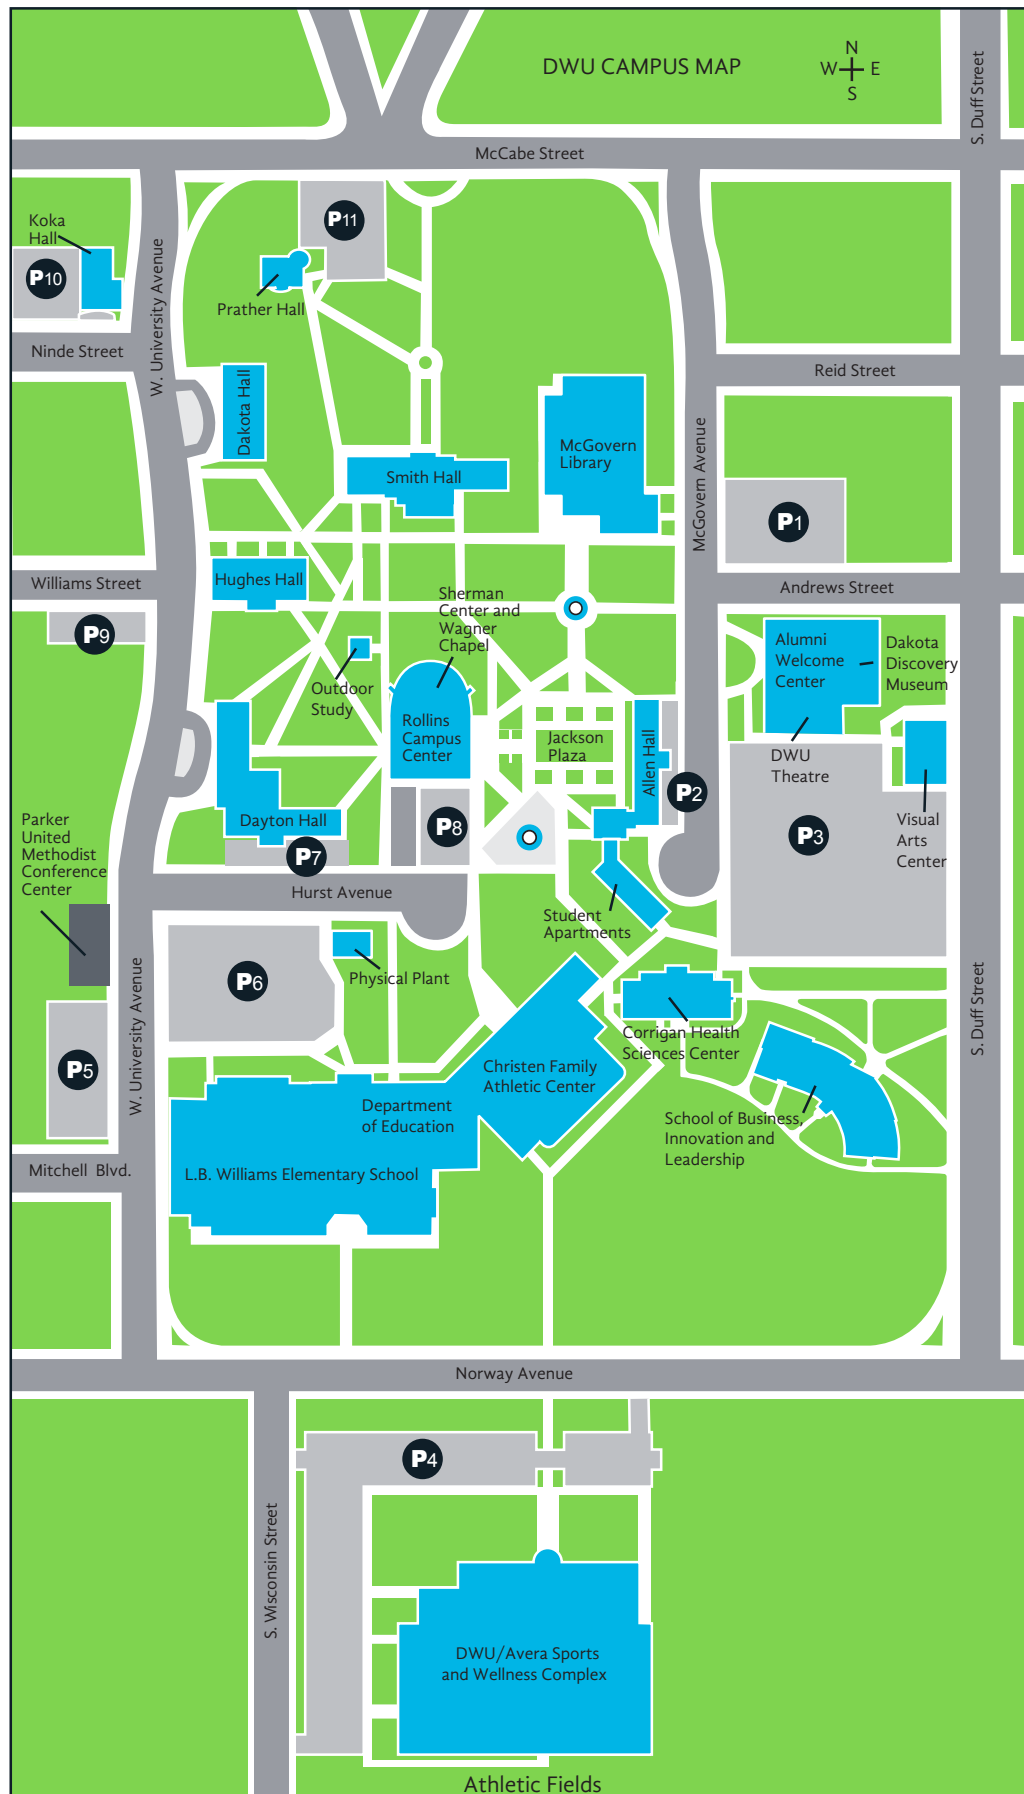 DWU CAMPUS MAP
N
W E
S
S. Duff Street
McCabe Street
Koka
Hall
P11
P10
W. University Avenue
Prather Hall
Ninde Street
Reid Street
Dakota Hall
McGovern
Library
Smith Hall
McGovern Avenue
P1
Williams Street
Hughes Hall
Andrews Street
Sherman
Center and
Wagner
Chapel
P9
Alumni
Welcome
Center
Dakota
Discovery
Museum
Outdoor
Study
Rollins
Campus
Center
Jackson
Plaza
Allen Hall
DWU
Theatre
P2
Parker
United
Methodist
Conference
Center
Dayton Hall
P8
P3
Visual
Arts
Center
P7
Hurst Avenue
Student
Apartments
P6
Physical Plant
W. University Avenue
S. Duff Street
Corrigan Health
Sciences Center
P5
Christen Family
Athletic Center
Department
of Education
School of Business,
Innovation and
Leadership
Mitchell Blvd.
L.B. Williams Elementary School
Norway Avenue
P4
S. Wisconsin Street
DWU/Avera Sports
and Wellness Complex
Athletic Fields